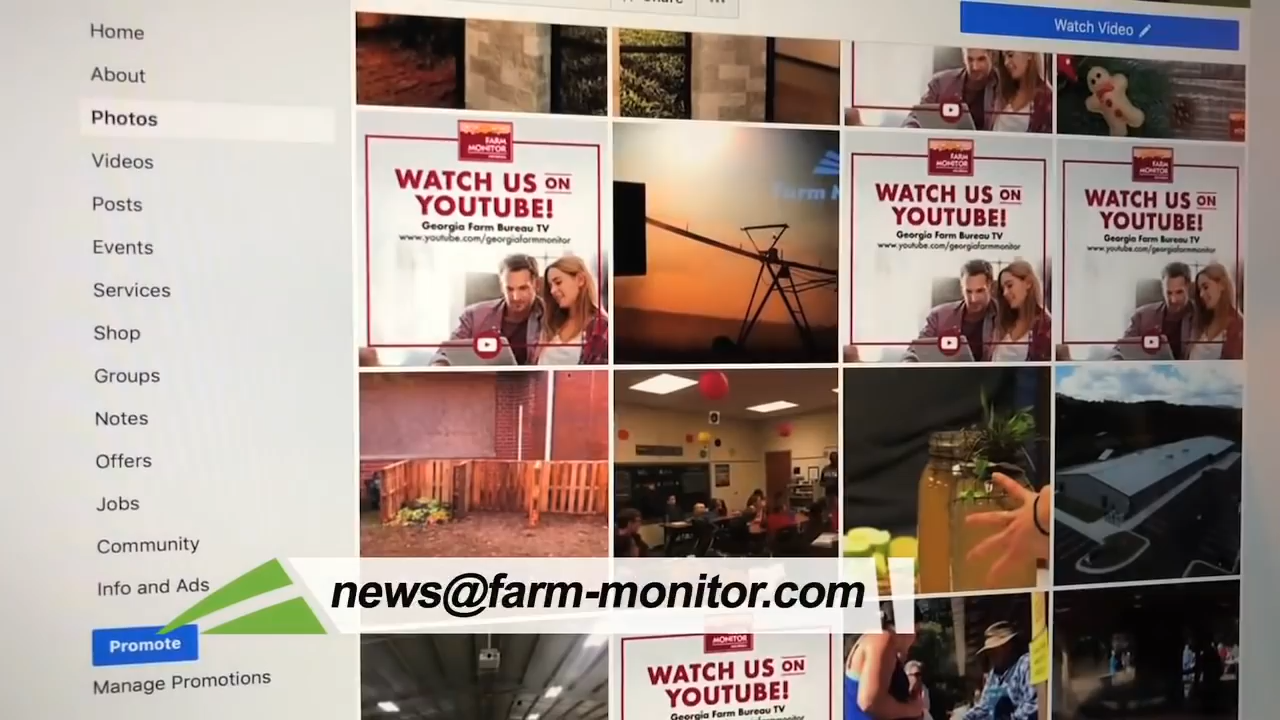 Share
Watch Video
Home
About
Photos
Videos
Posts
Events
Services
Shop
Groups
Notes
Offers
Jobs
Community
Info and Ads
Promote
Manage Promotions
FARM
MONITOR
WATCH US ON
YOUTUBE!
Georgia Farm Bureau TV
www.youtube.com/georgiafarmmonitor
Farm M
FARM
MONITOR
WATCH US ON
YOUTUBE!
Georgia Farm Bureau TV
www.youtube.com/georgiafarmmonitor
FARM
MONITOR
WATCH US ON
YOUTUBE!
Georgia Farm Bureau TV
www.youtube.com/georgiafarmmonitor
news@farm-monitor.com
MONITOR
WATCH US ON
YOUTUBE!
Georgia Farm Bureau TV